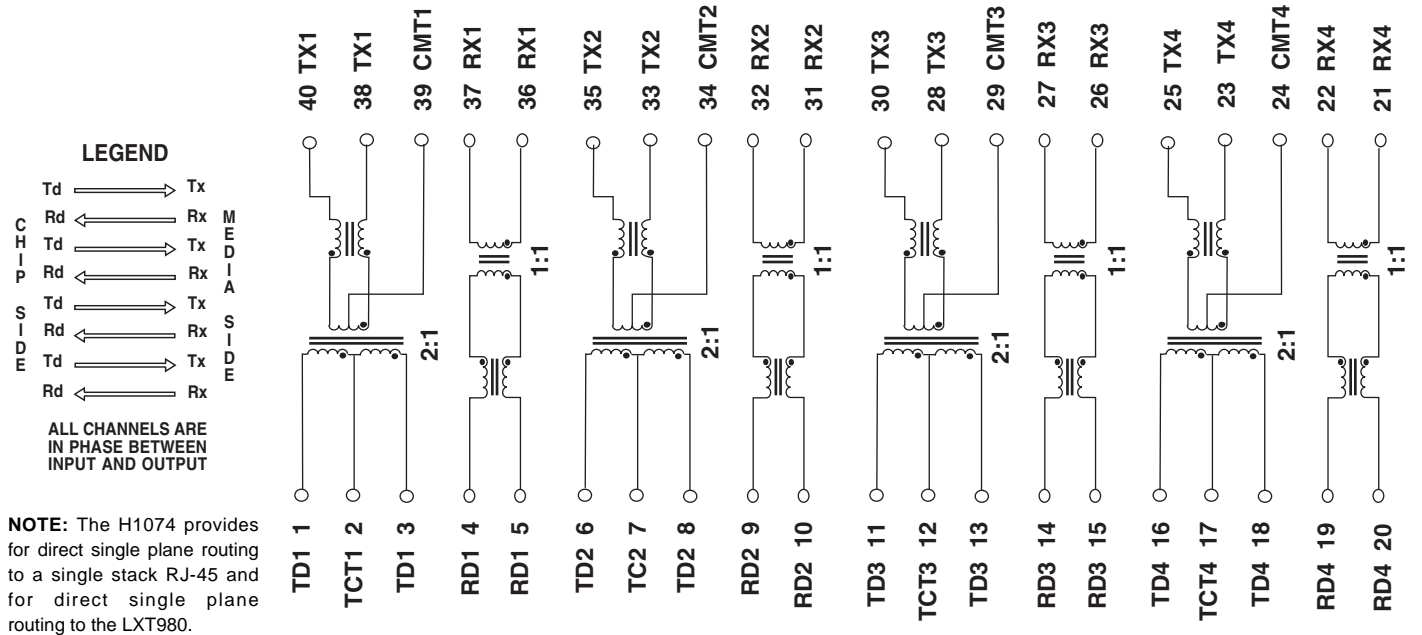 40 TX1
38 TX1
39 CMT1
37 RX1
36 RX1
35 TX2
33 TX2
34 CMT2
32 RX2
31 RX2
30 TX3
28 TX3
29 CMT3
27 RX3
26 RX3
25 TX4
23 TX4
24 CMT4
22 RX4
21 RX4
LEGEND
CHIP SIDE
MEDIA SIDE
Td Tx
Rd Rx
Td Tx
Rd Rx
Td Tx
Rd Rx
Td Tx
Rd Rx
ALL CHANNELS ARE
IN PHASE BETWEEN
INPUT AND OUTPUT
2:1
1:1
2:1
1:1
2:1
1:1
2:1
1:1
TD1 1
TCT1 2
TD1 3
RD1 4
RD1 5
TD2 6
TC2 7
TD2 8
RD2 9
RD2 10
TD3 11
TCT3 12
TD3 13
RD3 14
RD3 15
TD4 16
TCT4 17
TD4 18
RD4 19
RD4 20
NOTE: The H1074 provides
for direct single plane routing
to a single stack RJ-45 and
for direct single plane
routing to the LXT980.